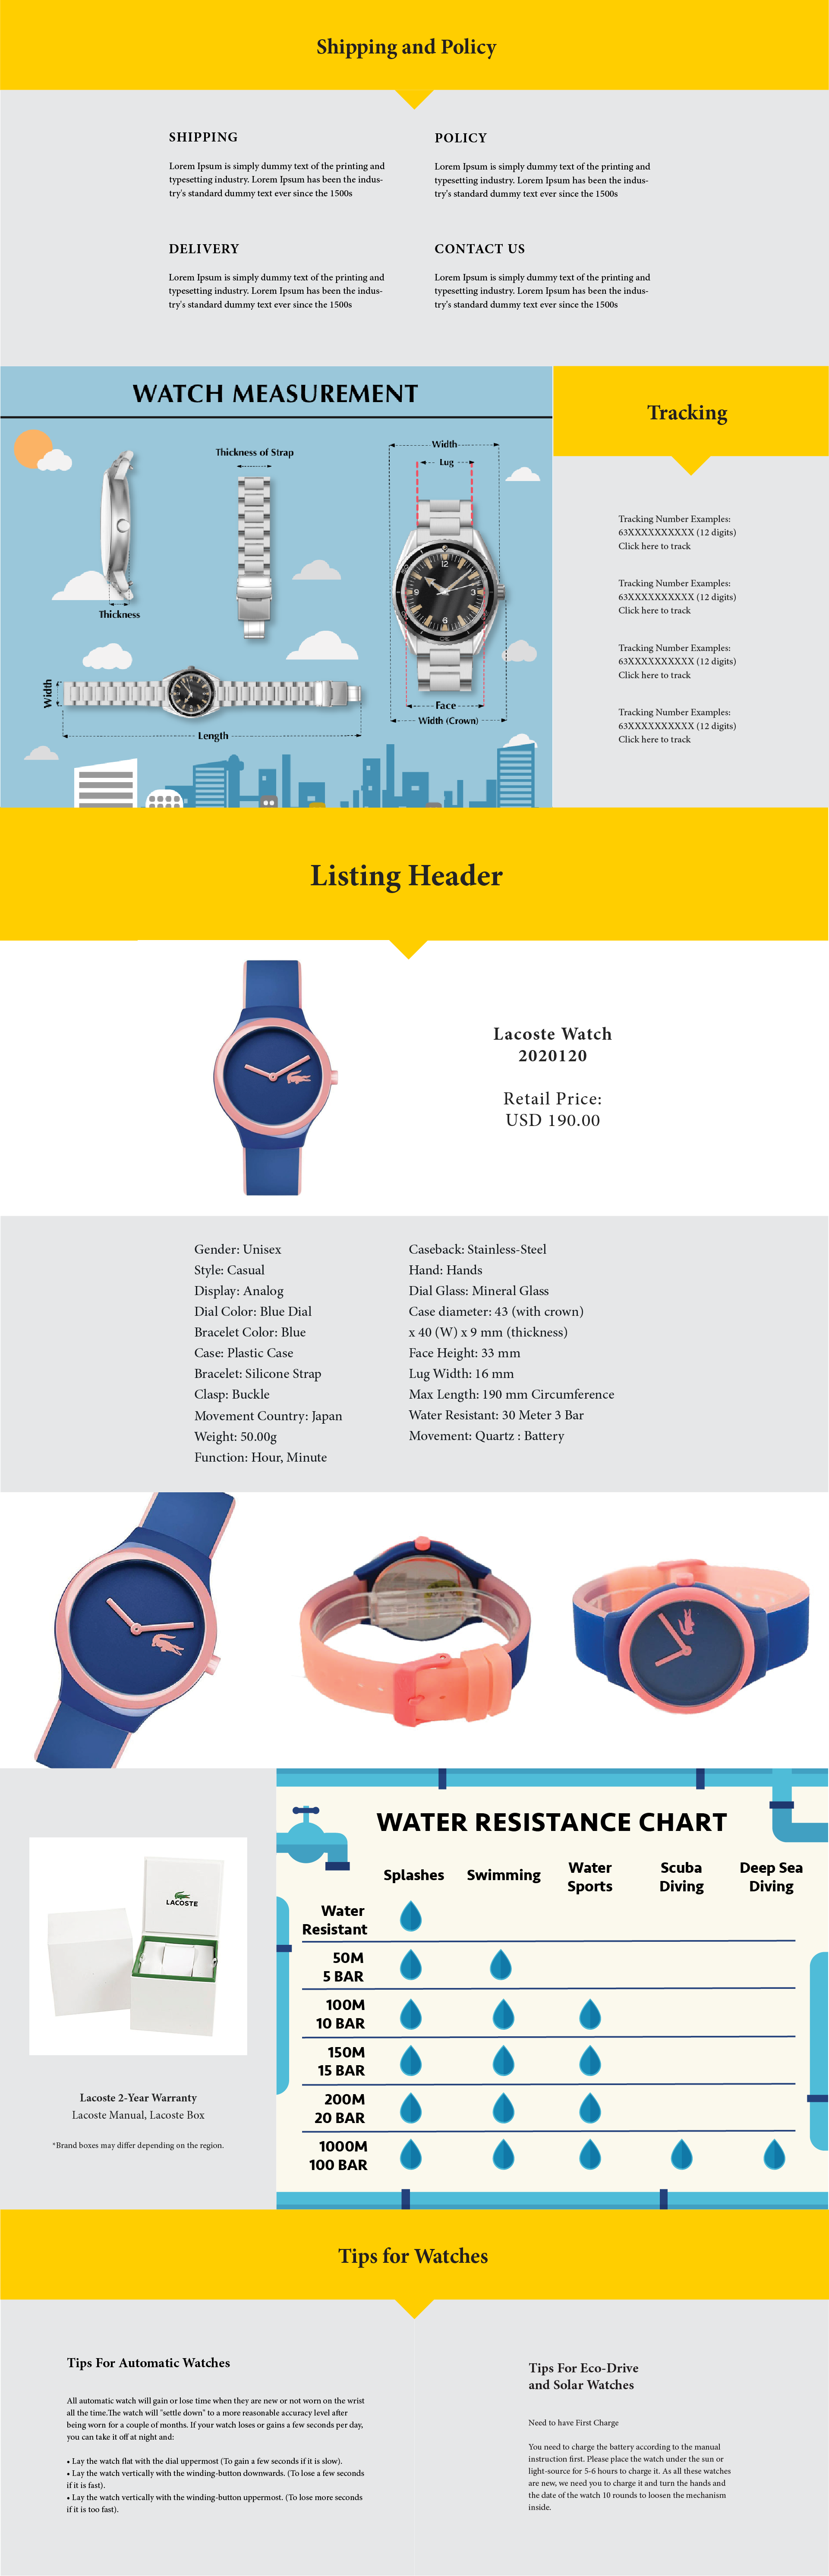 Shipping and Policy
SHIPPING
Lorem Ipsum is simply dummy text of the printing and
typesetting industry. Lorem Ipsum has been the indus-
try's standard dummy text ever since the 1500s
POLICY
Lorem Ipsum is simply dummy text of the printing and
typesetting industry. Lorem Ipsum has been the indus-
try's standard dummy text ever since the 1500s
DELIVERY
Lorem Ipsum is simply dummy text of the printing and
typesetting industry. Lorem Ipsum has been the indus-
try's standard dummy text ever since the 1500s
CONTACT US
Lorem Ipsum is simply dummy text of the printing and
typesetting industry. Lorem Ipsum has been the indus-
try's standard dummy text ever since the 1500s
WATCH MEASUREMENT
Thickness
Thickness of Strap
Width
Lug
12
9
3
6
Face
Width (Crown)
Width
Length
Tracking
Tracking Number Examples:
63XXXXXXXXXX (12 digits)
Click here to track
Tracking Number Examples:
63XXXXXXXXXX (12 digits)
Click here to track
Tracking Number Examples:
63XXXXXXXXXX (12 digits)
Click here to track
Tracking Number Examples:
63XXXXXXXXXX (12 digits)
Click here to track
Listing Header
Lacoste Watch
2020120
Retail Price:
USD 190.00
Gender: Unisex
Style: Casual
Display: Analog
Dial Color: Blue Dial
Bracelet Color: Blue
Case: Plastic Case
Bracelet: Silicone Strap
Clasp: Buckle
Movement Country: Japan
Weight: 50.00g
Function: Hour, Minute
Caseback: Stainless-Steel
Hand: Hands
Dial Glass: Mineral Glass
Case diameter: 43 (with crown)
x 40 (W) x 9 mm (thickness)
Face Height: 33 mm
Lug Width: 16 mm
Max Length: 190 mm Circumference
Water Resistant: 30 Meter 3 Bar
Movement: Quartz : Battery
LACOSTE
Lacoste 2-Year Warranty
Lacoste Manual, Lacoste Box
*Brand boxes may differ depending on the region.
WATER RESISTANCE CHART
Splashes Swimming Water Sports Scuba Diving Deep Sea Diving
Water
Resistant
50M
5 BAR
100M
10 BAR
150M
15 BAR
200M
20 BAR
1000M
100 BAR
Tips for Watches
Tips For Automatic Watches
All automatic watch will gain or lose time when they are new or not worn on the wrist
all the time.The watch will "settle down" to a more reasonable accuracy level after
being worn for a couple of months. If your watch loses or gains a few seconds per day,
you can take it off at night and:
• Lay the watch flat with the dial uppermost (To gain a few seconds if it is slow).
• Lay the watch vertically with the winding-button downwards. (To lose a few seconds
if it is fast).
• Lay the watch vertically with the winding-button uppermost. (To lose more seconds
if it is too fast).
Tips For Eco-Drive
and Solar Watches
Need to have First Charge
You need to charge the battery according to the manual
instruction first. Please place the watch under the sun or
light-source for 5-6 hours to charge it. As all these watches
are new, we need you to charge it and turn the hands and
the date of the watch 10 rounds to loosen the mechanism
inside.